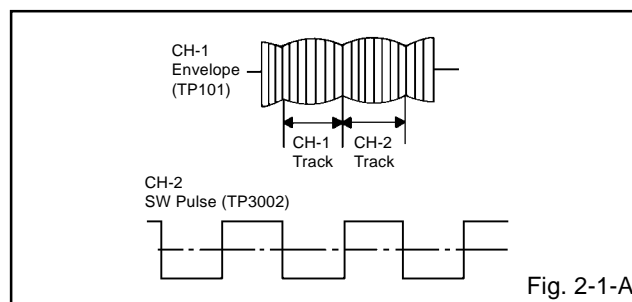 CH-1
Envelope
(TP101)
CH-1
Track
CH-2
Track
CH-2
SW Pulse (TP3002)
Fig. 2-1-A